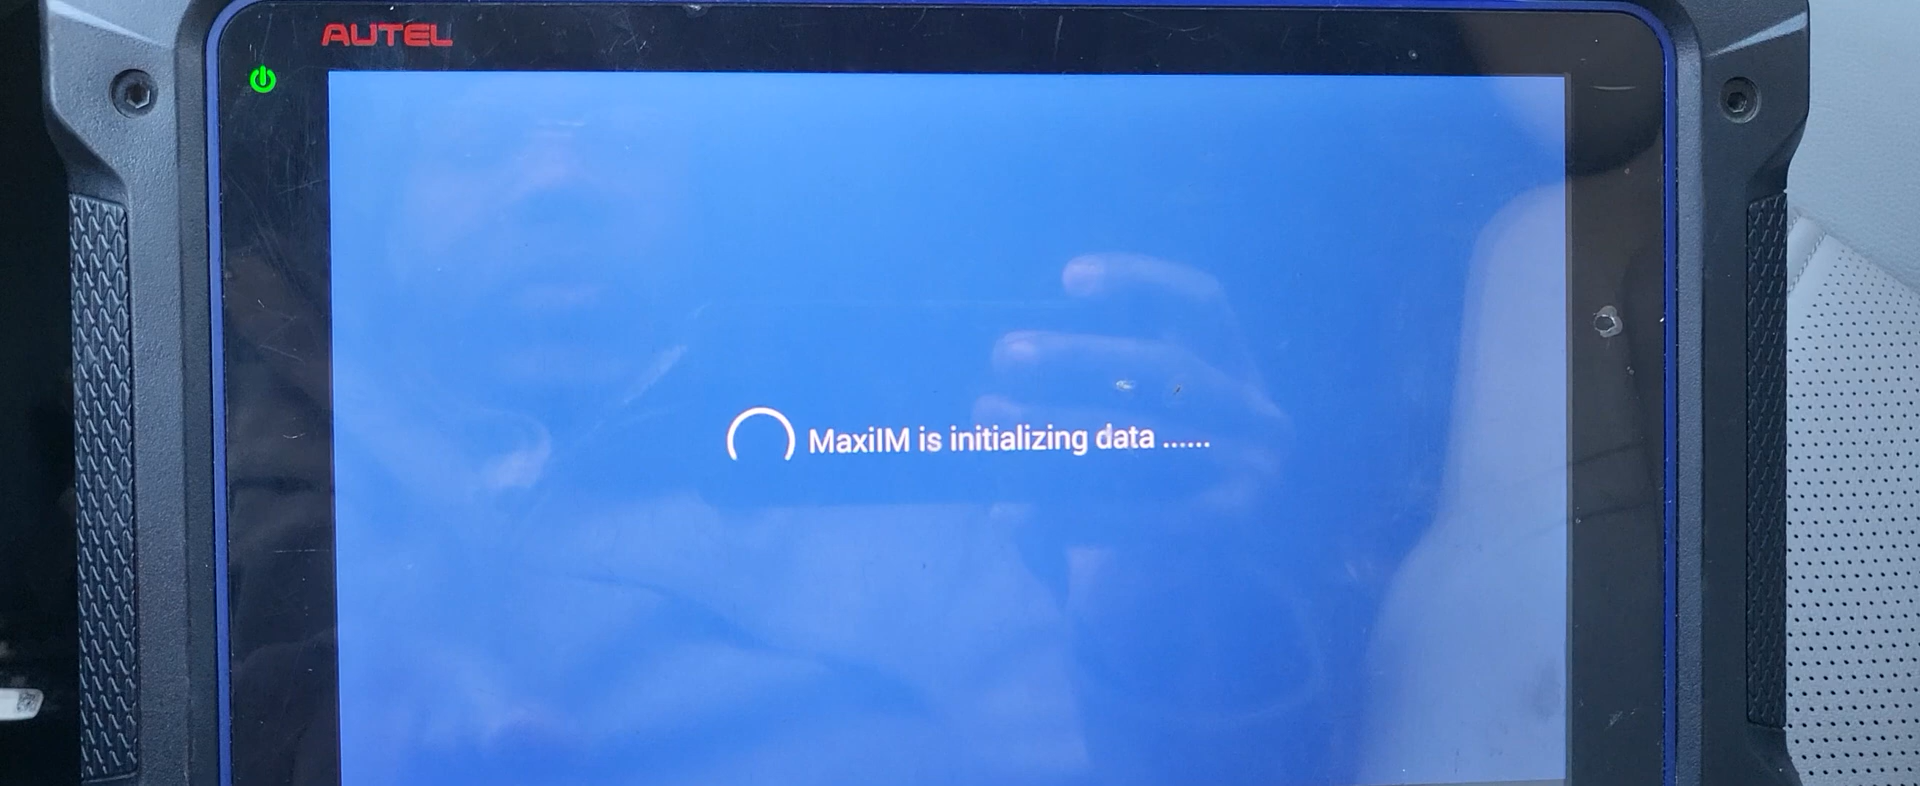 AUTEL
MaxiIM is initializing data ......